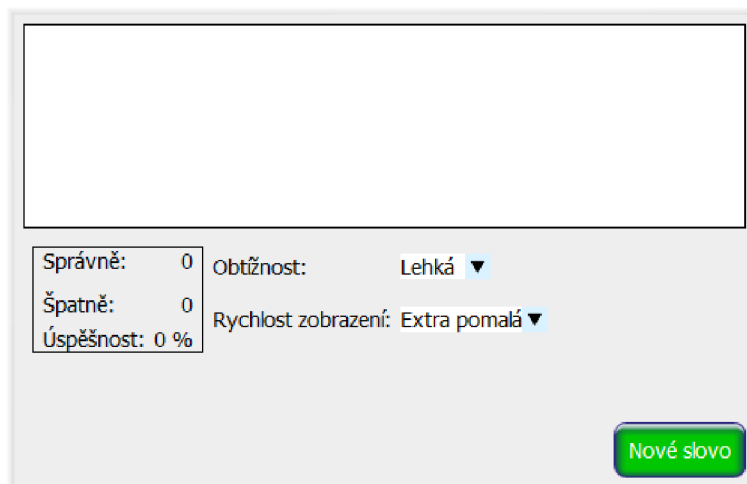 Správně: 0
Špatně: 0
Úspěšnost: 0 %
Obtížnost: Lehká ▼
Rychlost zobrazení: Extra pomalá ▼
Nové slovo